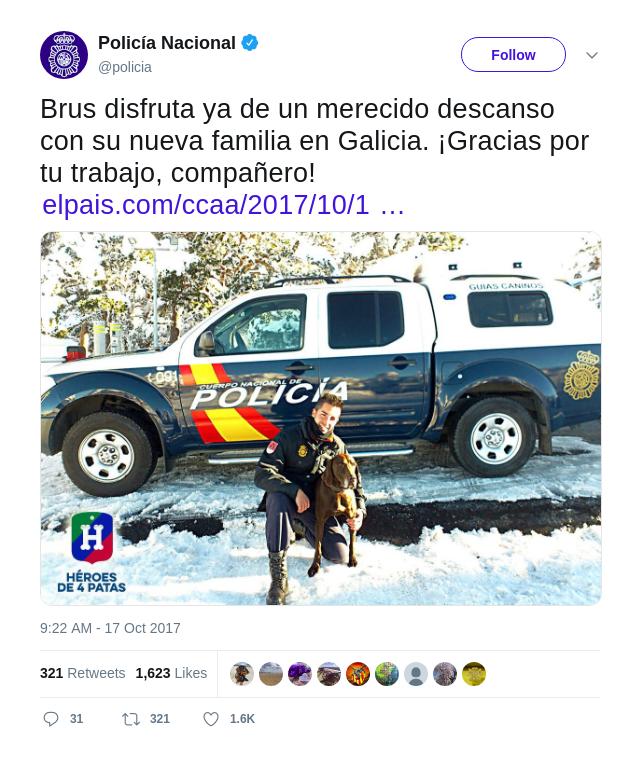 Policía Nacional
@policia
Follow
Brus disfruta ya de un merecido descanso
con su nueva familia en Galicia. ¡Gracias por
tu trabajo, compañero!
elpais.com/ccaa/2017/10/1 …
GUIAS CANINOS
t-091
CUERPO NACIONAL DE
POLICÍA
H
HÉROES
DE 4 PATAS
9:22 AM - 17 Oct 2017
321 Retweets 1,623 Likes
31 321 1.6K